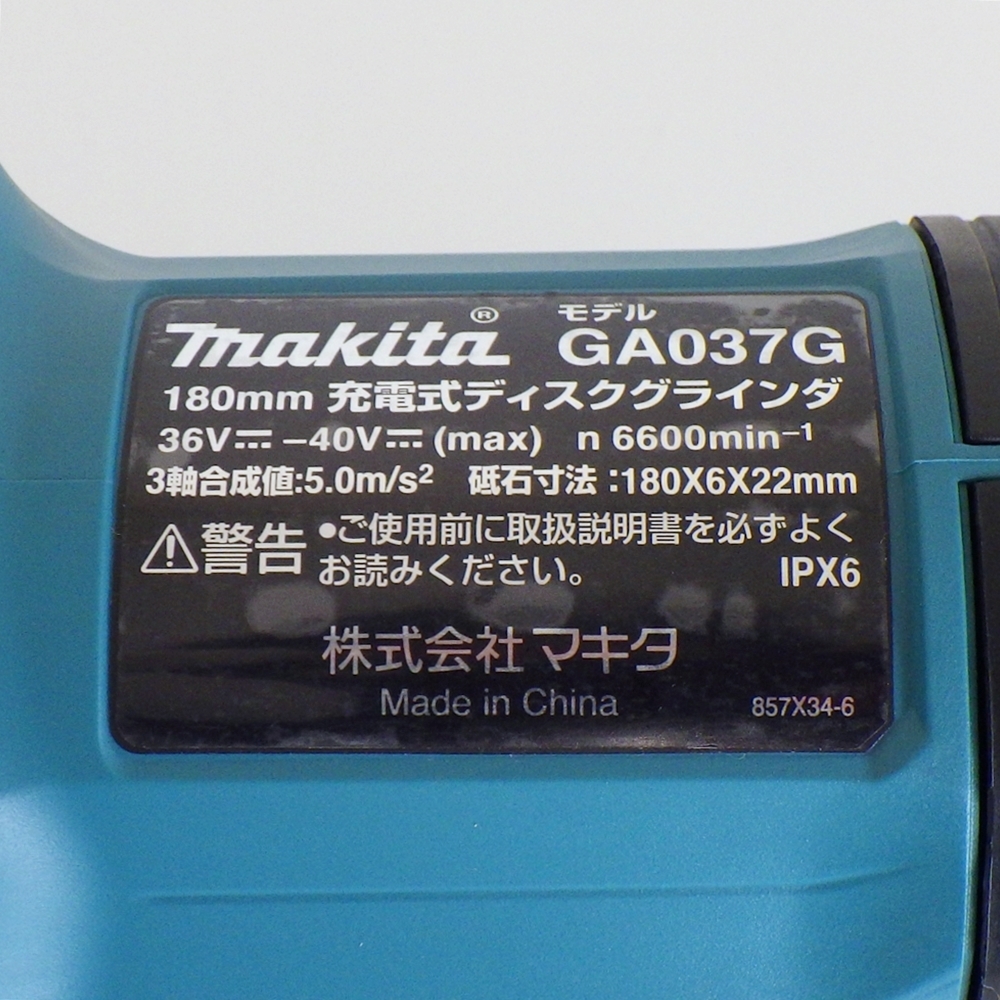 makita® モデル GA037G
180mm 充電式ディスクグラインダ
36V⎓ –40V⎓ (max) n 6600min⁻¹
3軸合成値:5.0m/s² 砥石寸法:180X6X22mm
⚠警告 •ご使用前に取扱説明書を必ずよく
お読みください。 IPX6
株式会社マキタ
Made in China 857X34-6